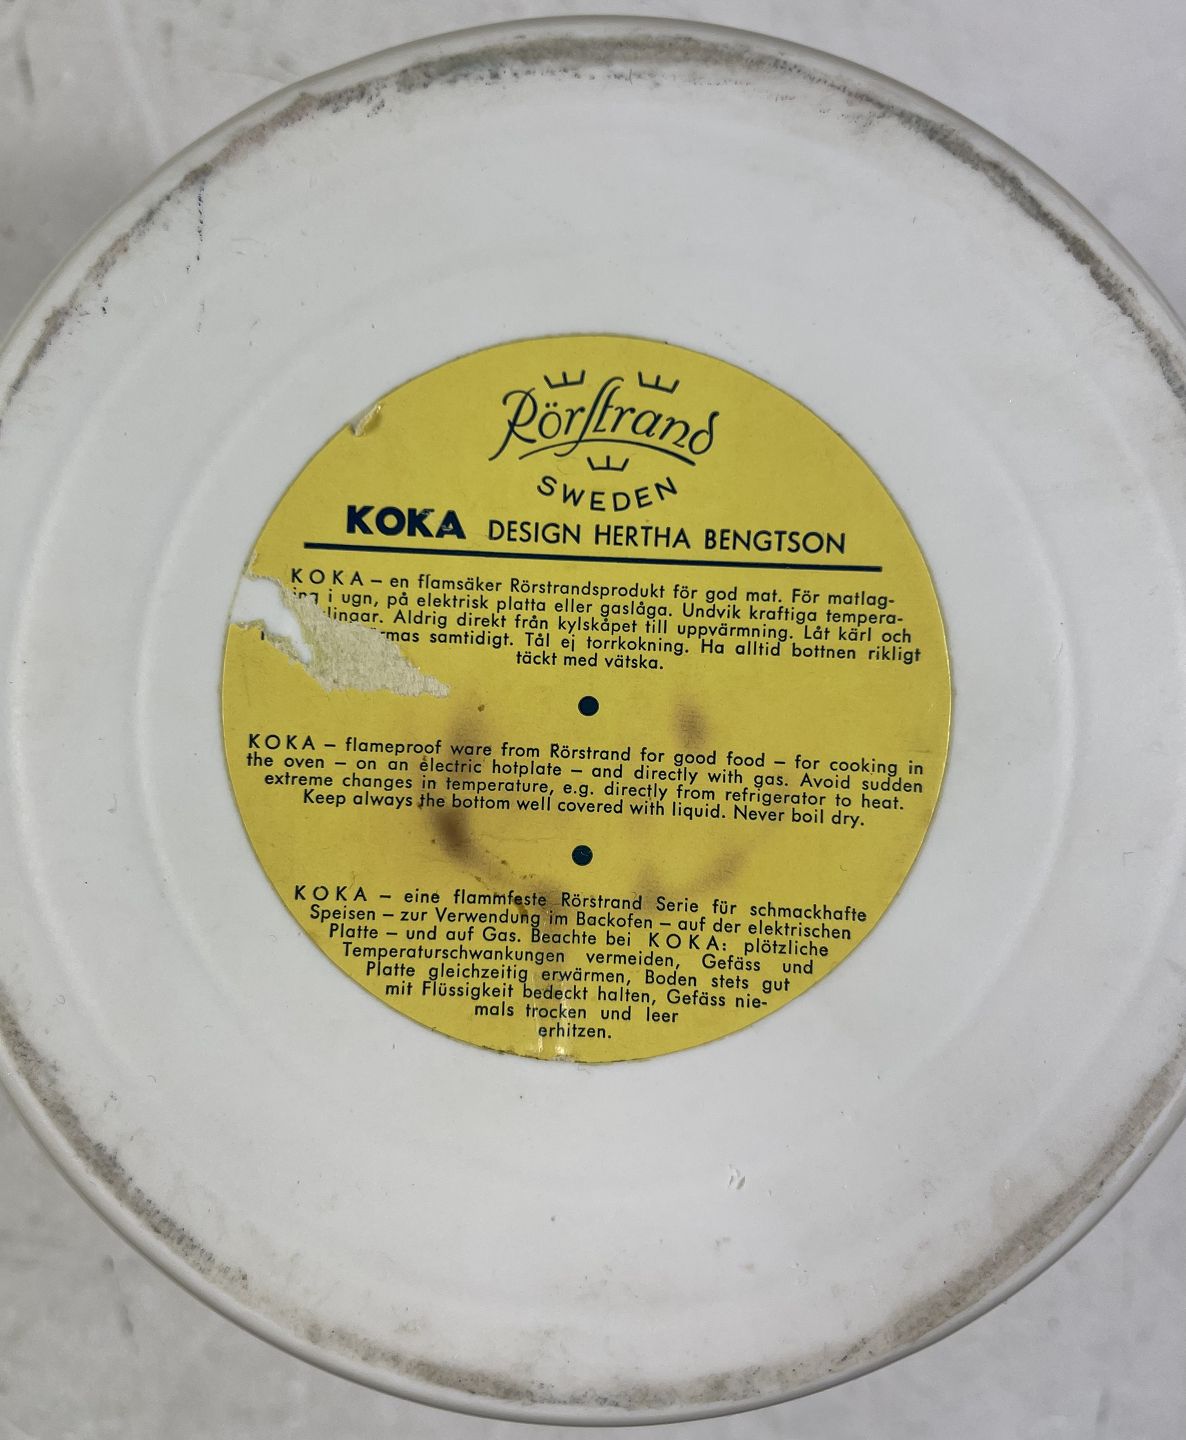 Rörstrand
SWEDEN
KOKA DESIGN HERTHA BENGTSON
KOKA – en flamsäker Rörstrandsprodukt för god mat. För matlag-
ing i ugn, på elektrisk platta eller gaslåga. Undvik kraftiga tempera-
lingar. Aldrig direkt från kylskåpet till uppvärmning. Låt kärl och
rmas samtidigt. Tål ej torrkokning. Ha alltid bottnen rikligt
täckt med vätska.
KOKA – flameproof ware from Rörstrand for good food – for cooking in
the oven – on an electric hotplate – and directly with gas. Avoid sudden
extreme changes in temperature, e.g. directly from refrigerator to heat.
Keep always the bottom well covered with liquid. Never boil dry.
KOKA – eine flammfeste Rörstrand Serie für schmackhafte
Speisen – zur Verwendung im Backofen – auf der elektrischen
Platte – und auf Gas. Beachte bei KOKA: plötzliche
Temperaturschwankungen vermeiden, Gefäss und
Platte gleichzeitig erwärmen, Boden stets gut
mit Flüssigkeit bedeckt halten, Gefäss nie-
mals trocken und leer
erhitzen.